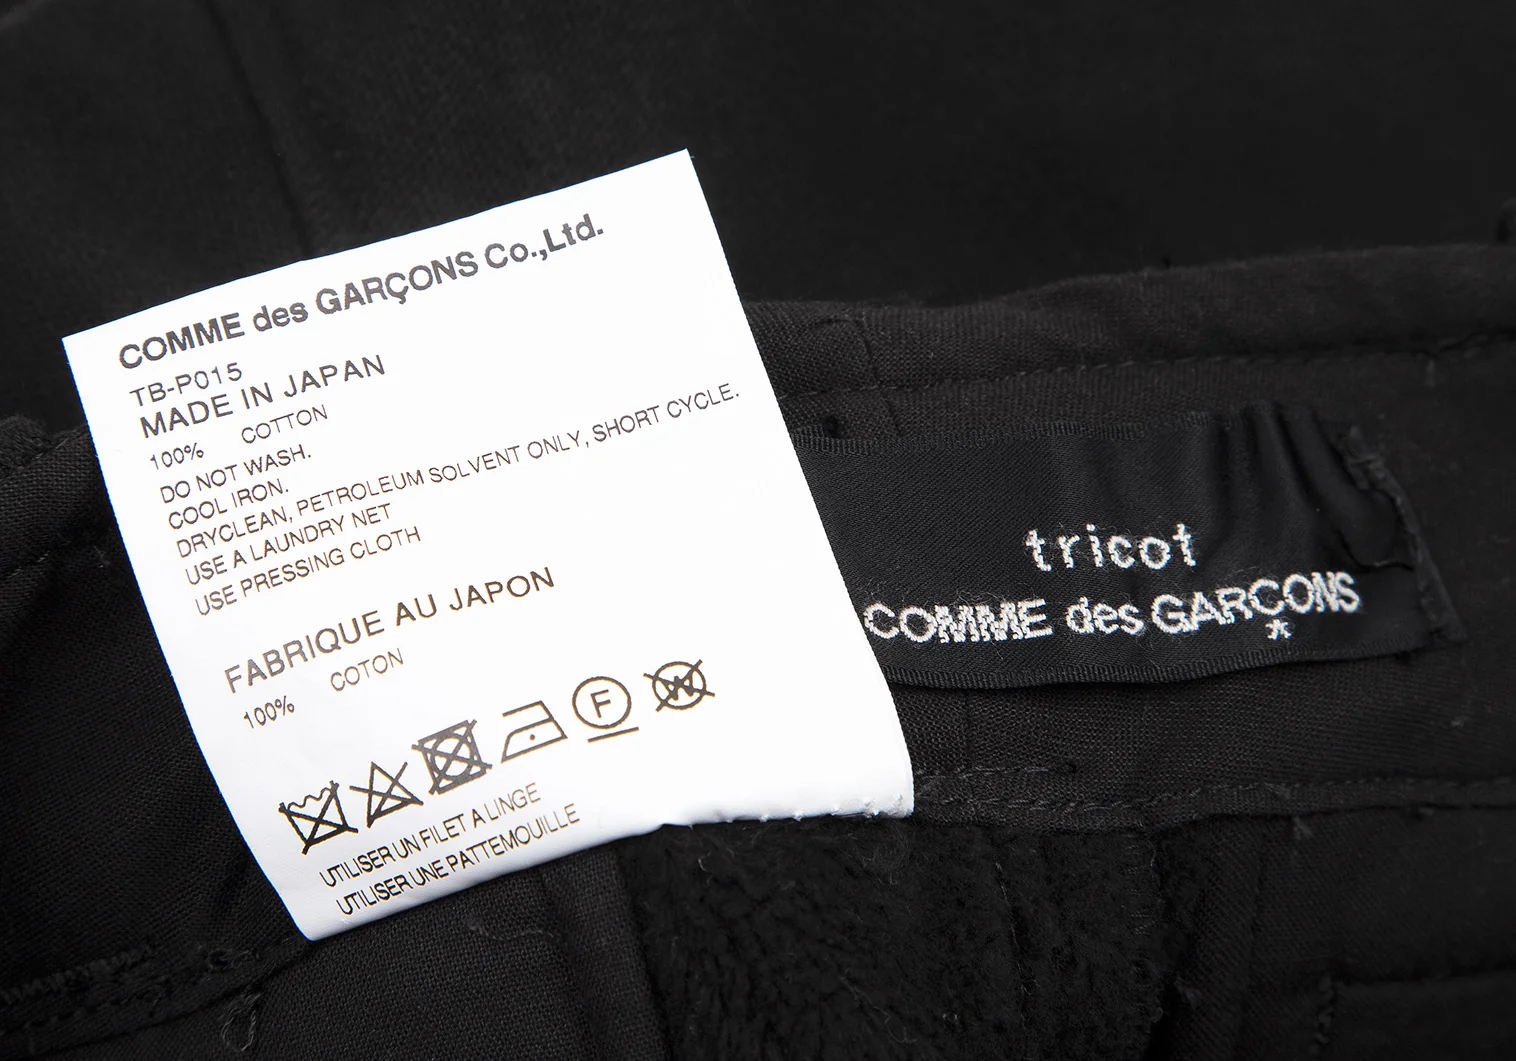 COMME des GARÇONS Co.,Ltd.
TB-P015
MADE IN JAPAN
100% COTTON
DO NOT WASH.
COOL IRON.
DRYCLEAN, PETROLEUM SOLVENT ONLY, SHORT CYCLE.
USE A LAUNDRY NET
USE PRESSING CLOTH
FABRIQUE AU JAPON
100% COTON
F W
UTILISER UN FILET A LINGE
UTILISER UNE PATTEMOUILLE
tricot
COMME des GARÇONS